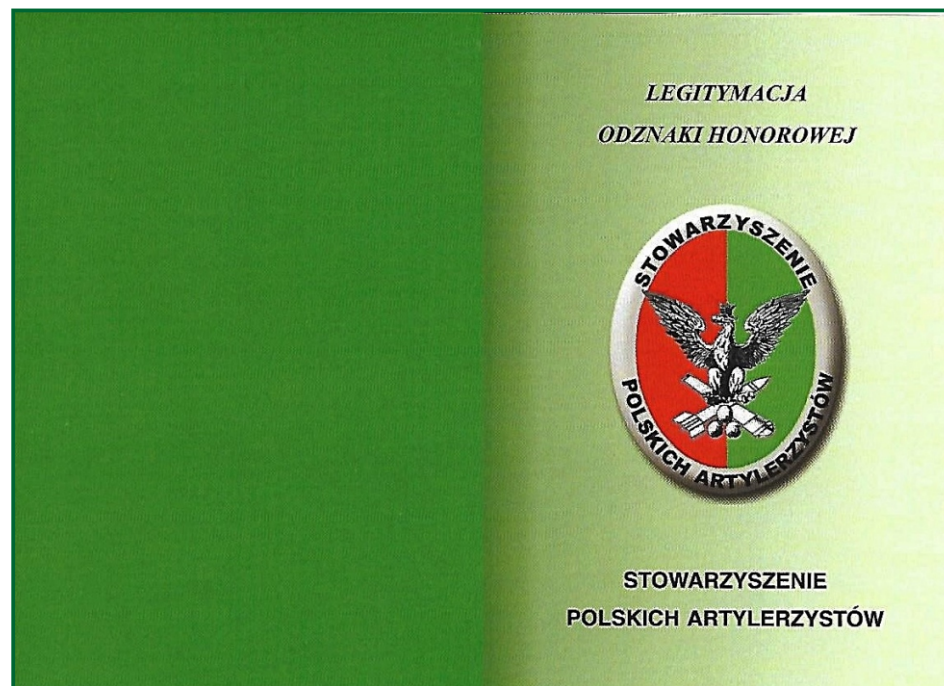 LEGITYMACJA
ODZNAKI HONOROWEJ
STOWARZYSZENIE
POLSKICH ARTYLERZYSTÓW
STOWARZYSZENIE
POLSKICH ARTYLERZYSTÓW